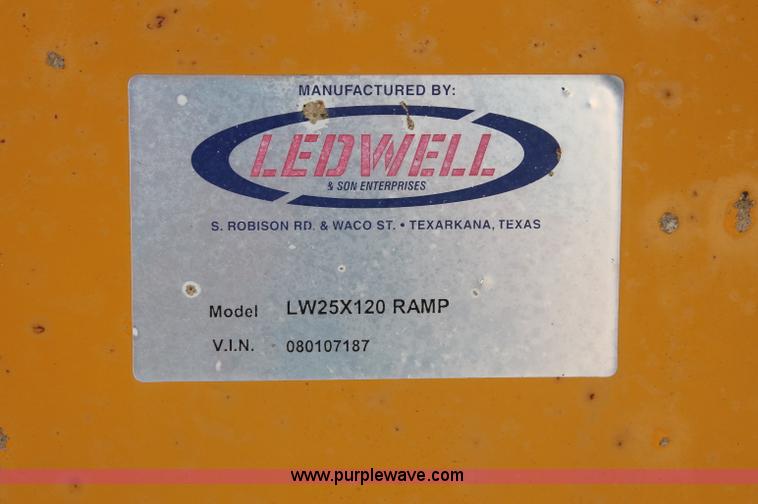 MANUFACTURED BY:
LEDWELL
& SON ENTERPRISES
S. ROBISON RD. & WACO ST. • TEXARKANA, TEXAS
Model LW25X120 RAMP
V.I.N. 080107187
www.purplewave.com